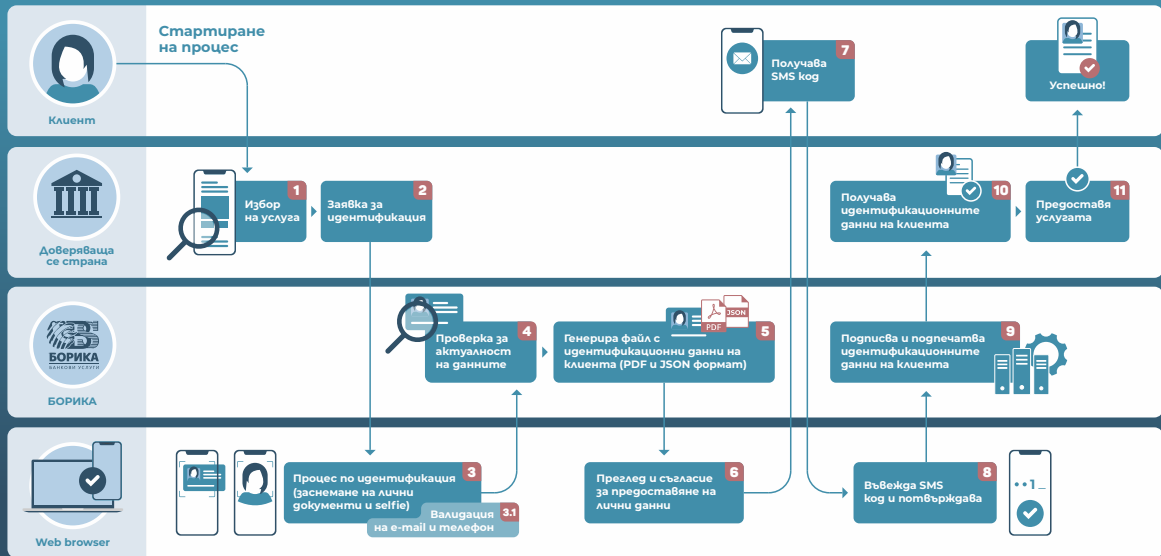 Стартиране
на процес
Клиент
7
Получава
SMS код
Успешно!
Доверяваща
се страна
1
Избор
на услуга
2
Заявка за
идентификация
10
Получава
идентификационните
данни на клиента
11
Предоставя
услугата
БОРИКА
БАНКОВИ УСЛУГИ
БОРИКА
4
Проверка за
актуалност
на данните
PDF
JSON
5
Генерира файл с
идентификационни данни на
клиента (PDF и JSON формат)
9
Подписва и подпечатва
идентификационните
данни на клиента
Web browser
3
Процес по идентификация
(заснемане на лични
документи и selfie)
3.1
Валидация
на e-mail и телефон
6
Преглед и съгласие
за предоставяне на
лични данни
8
Въвежда SMS
код и потвърждава
••1_